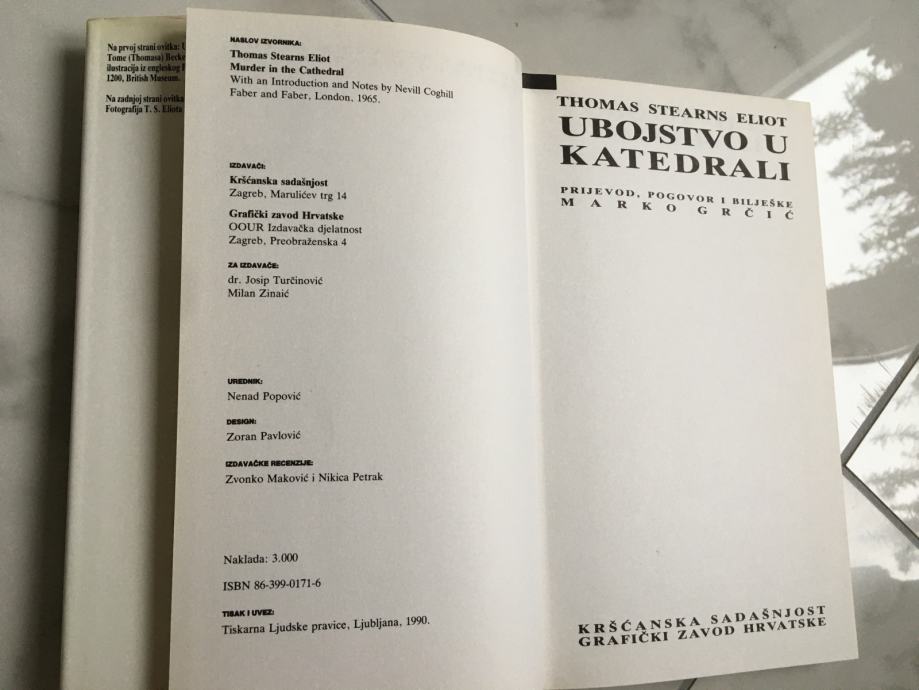 Na prvoj strani ovitka:
Tome (Thomasa)
ilustracija iz engleskog
1200, British Museum.
Na zadnjoj strani ovitka
Fotografija T. S. Eliota
NASLOV IZVORNIKA:
Thomas Stearns Eliot
Murder in the Cathedral
With an Introduction and Notes by Nevill Coghill
Faber and Faber, London, 1965.
IZDAVAČI:
Kršćanska sadašnjost
Zagreb, Marulićev trg 14
Grafički zavod Hrvatske
OOUR Izdavačka djelatnost
Zagreb, Preobraženska 4
ZA IZDAVAČE:
dr. Josip Turčinović
Milan Zinaić
UREDNIK:
Nenad Popović
DESIGN:
Zoran Pavlović
IZDAVAČKE RECENZIJE:
Zvonko Maković i Nikica Petrak
Naklada: 3.000
ISBN 86-399-0171-6
TISAK I UVEZ:
Tiskarna Ljudske pravice, Ljubljana, 1990.
THOMAS STEARNS ELIOT
UBOJSTVO U
KATEDRALI
PRIJEVOD, POGOVOR I BILJEŠKE
MARKO GRČIĆ
KRŠĆANSKA SADAŠNJOST
GRAFIČKI ZAVOD HRVATSKE